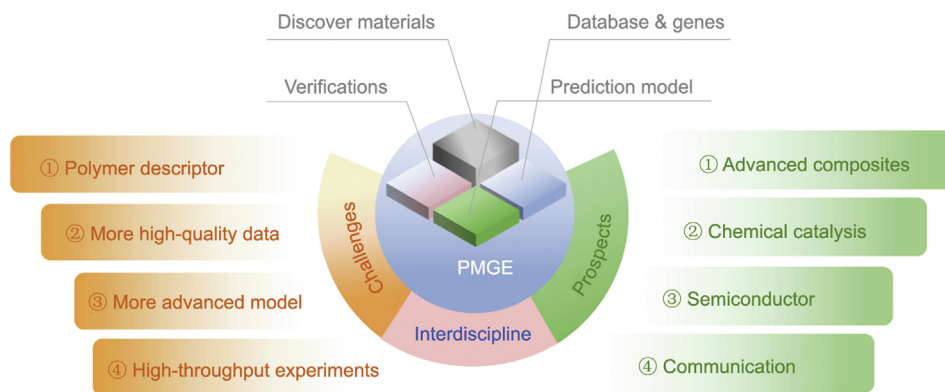 Discover materials
Database & genes
Verifications
Prediction model
① Polymer descriptor
② More high-quality data
③ More advanced model
④ High-throughput experiments
Challenges
PMGE
Interdiscipline
Prospects
① Advanced composites
② Chemical catalysis
③ Semiconductor
④ Communication